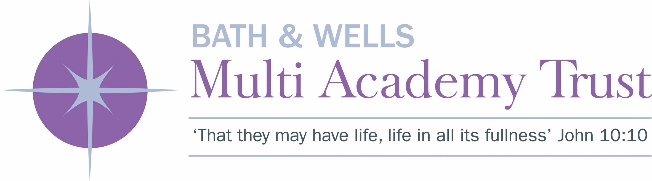 BATH & WELLS
Multi Academy Trust
‘That they may have life, life in all its fullness’ John 10:10